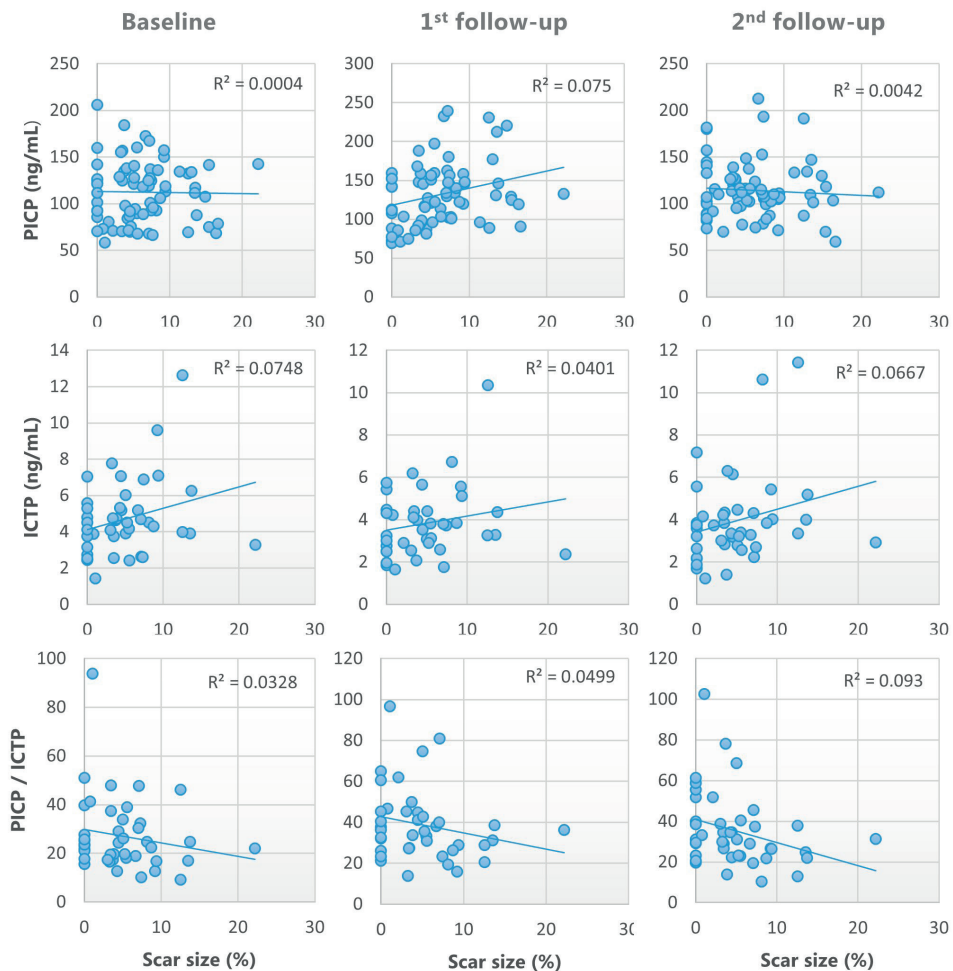 Baseline 1st follow-up 2nd follow-up
250 300 250
R² = 0.0004 R² = 0.075 R² = 0.0042
200 250 200
150 200 150
PICP (ng/mL)
100 150 100
50 100 50
0 50 0
0
0 10 20 30 0 10 20 30 0 10 20 30
14 12 12
R² = 0.0748 R² = 0.0401 R² = 0.0667
12 10 10
10 8 8
8 6 6
ICTP (ng/mL)
6 4 4
4 2 2
2 0 0
0
0 10 20 30 0 10 20 30 0 10 20 30
100 120 120
R² = 0.0328 R² = 0.0499 R² = 0.093
80 100 100
60 80 80
PICP / ICTP
40 60 60
20 40 40
0 20 20
0 0
0 10 20 30 0 10 20 30 0 10 20 30
Scar size (%) Scar size (%) Scar size (%)